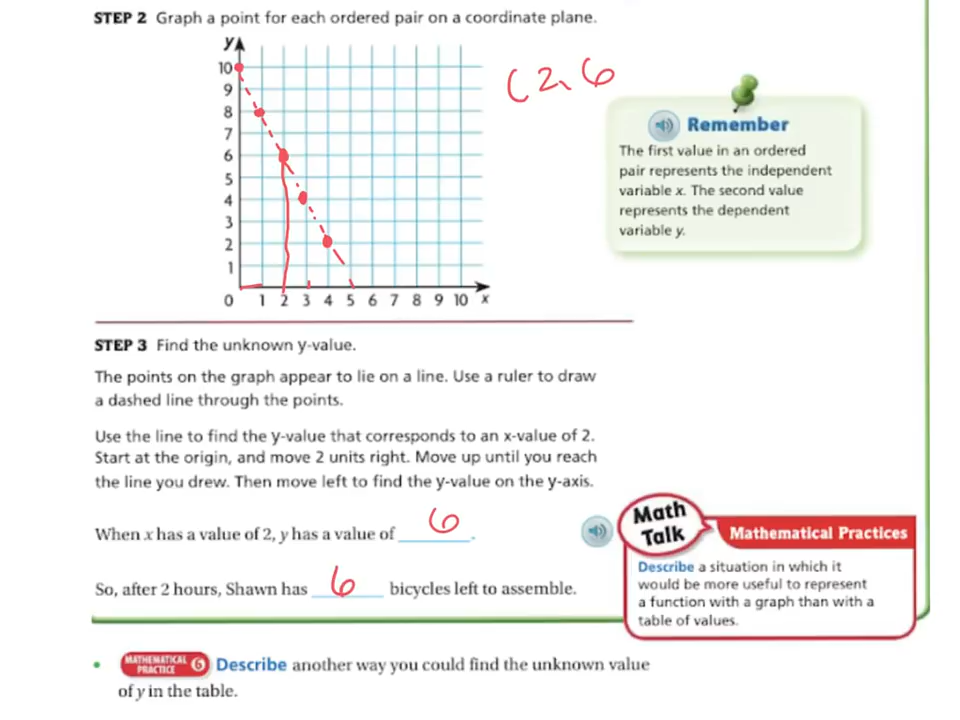 STEP 2 Graph a point for each ordered pair on a coordinate plane.
y
10
9
8
7
6
5
4
3
2
1
0 1 2 3 4 5 6 7 8 9 10 x
(2, 6
Remember
The first value in an ordered
pair represents the independent
variable x. The second value
represents the dependent
variable y.
STEP 3 Find the unknown y-value.
The points on the graph appear to lie on a line. Use a ruler to draw
a dashed line through the points.
Use the line to find the y-value that corresponds to an x-value of 2.
Start at the origin, and move 2 units right. Move up until you reach
the line you drew. Then move left to find the y-value on the y-axis.
When x has a value of 2, y has a value of 6.
So, after 2 hours, Shawn has 6 bicycles left to assemble.
Math
Talk
Mathematical Practices
Describe a situation in which it
would be more useful to represent
a function with a graph than with a
table of values.
• MATHEMATICAL PRACTICE 6 Describe another way you could find the unknown value
of y in the table.